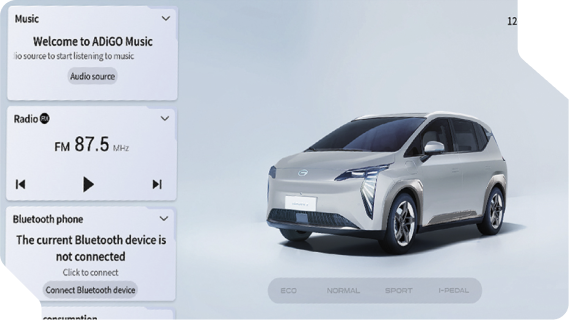 Music
Welcome to ADiGO Music
io source to start listening to music
Audio source
Radio
FM 87.5 MHz
Bluetooth phone
The current Bluetooth device is
not connected
Click to connect
Connect Bluetooth device
consumption
12
ECO NORMAL SPORT I-PEDAL